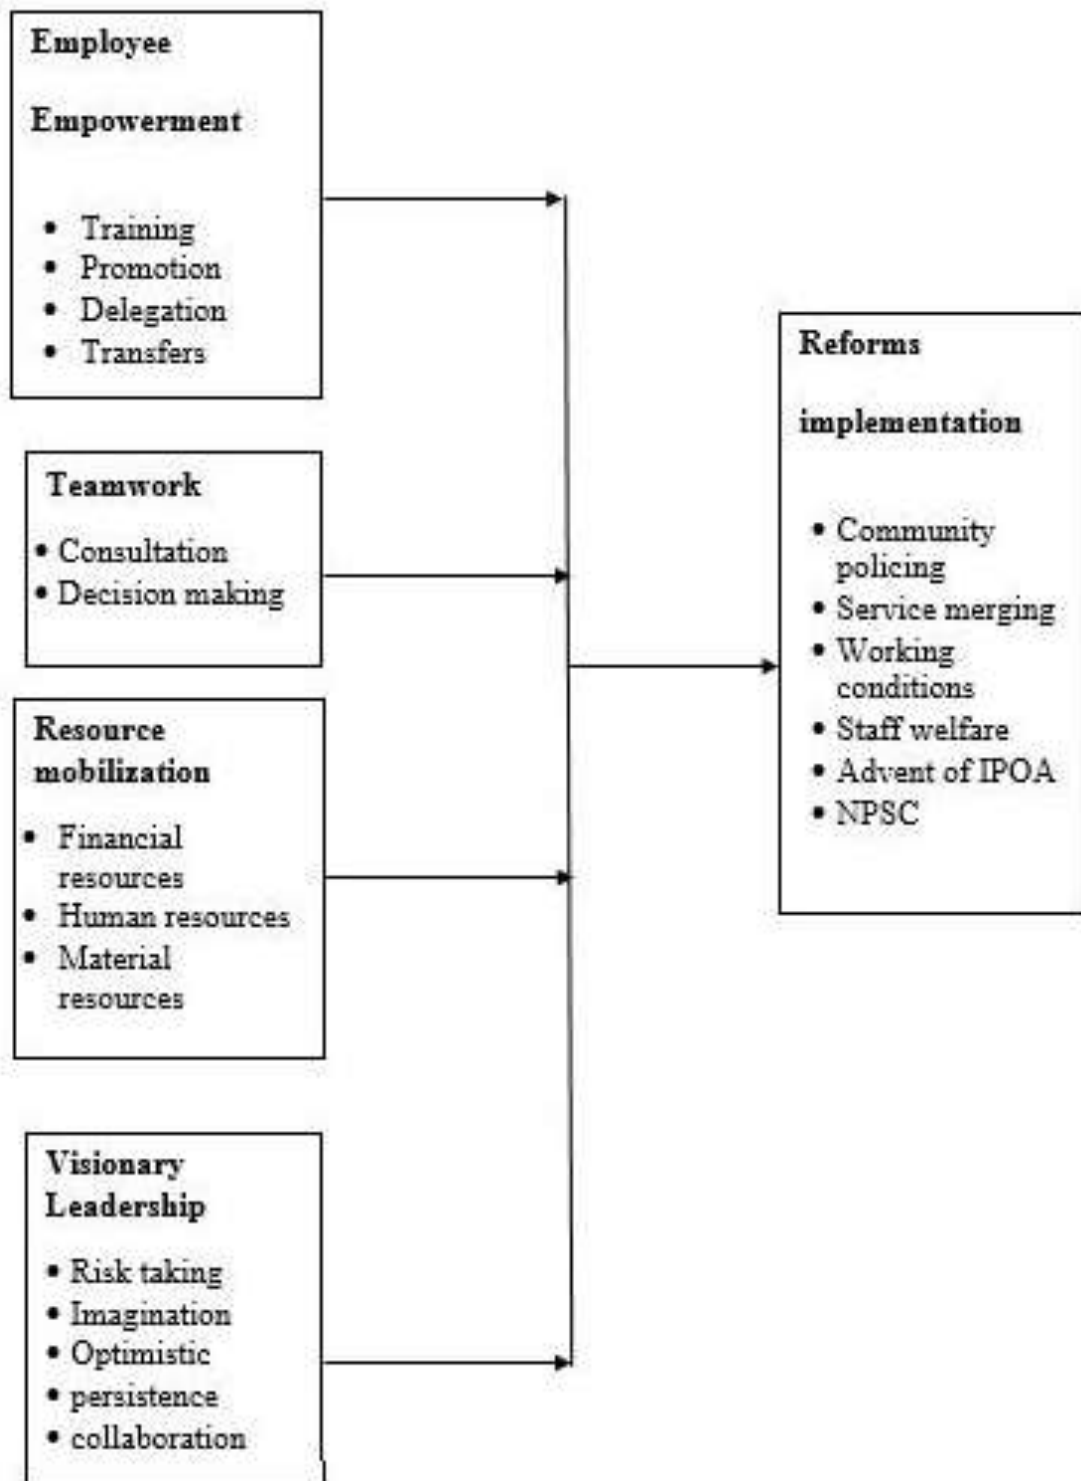 Employee
Empowerment
• Training
• Promotion
• Delegation
• Transfers
Teamwork
• Consultation
• Decision making
Resource
mobilization
• Financial
resources
• Human resources
• Material
resources
Visionary
Leadership
• Risk taking
• Imagination
• Optimistic
• persistence
• collaboration
Reforms
implementation
• Community
policing
• Service merging
• Working
conditions
• Staff welfare
• Advent of IPOA
• NPSC